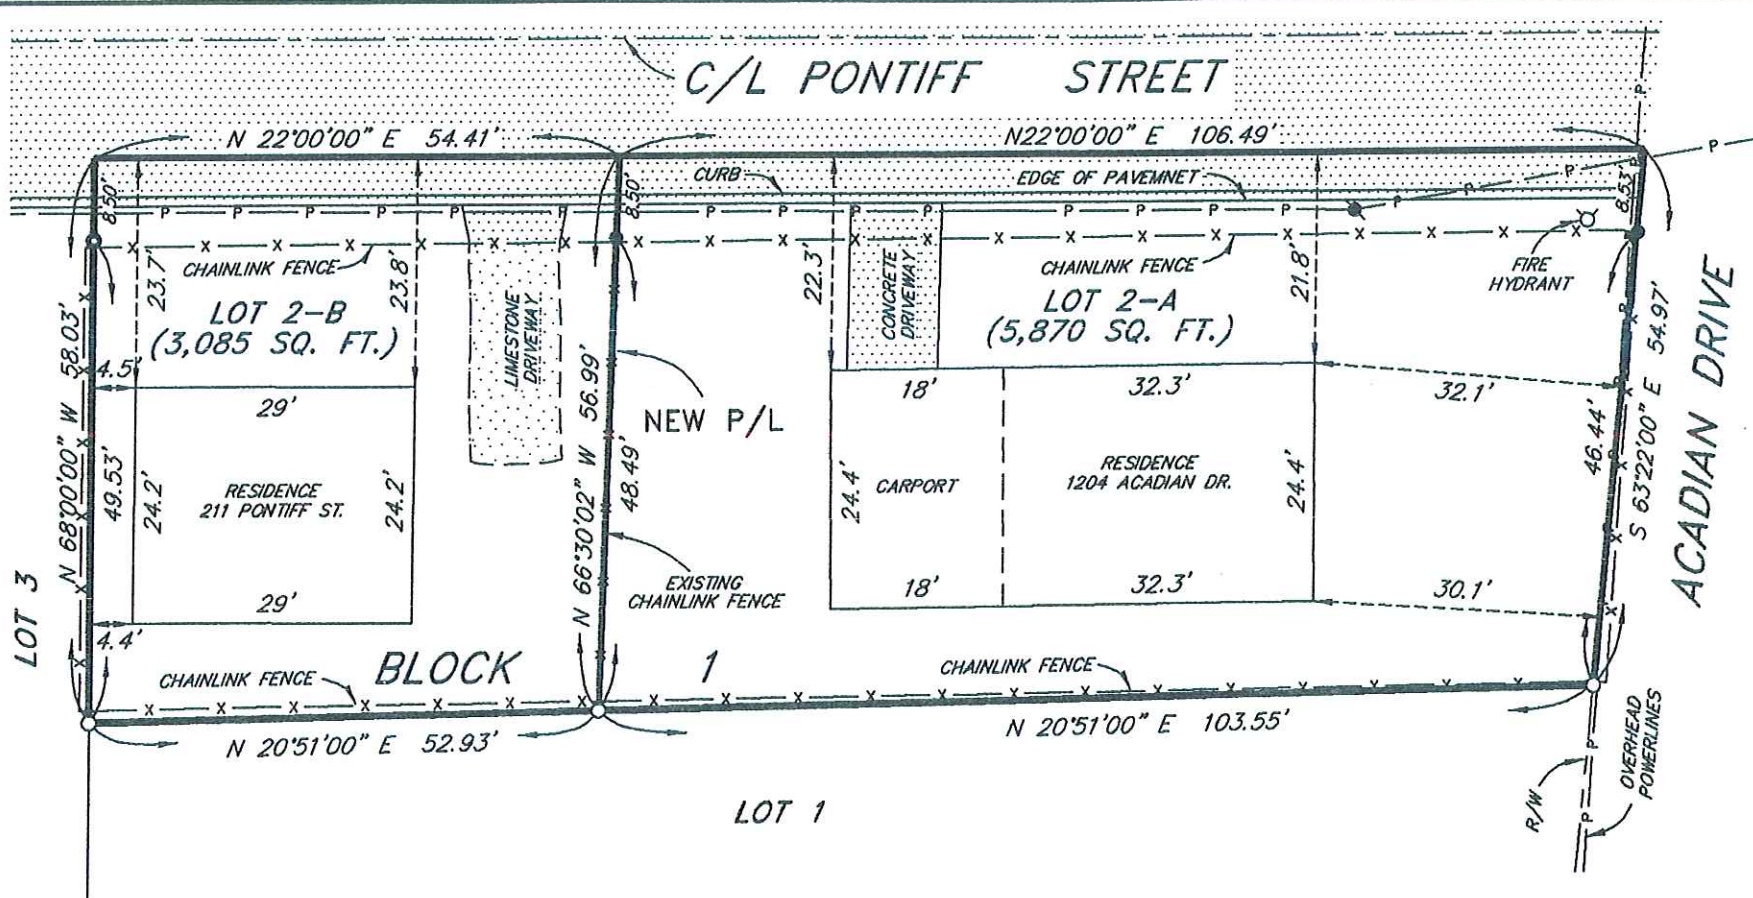 C/L PONTIFF STREET
N 22°00'00" E 54.41'
N22°00'00" E 106.49'
8.50'
8.50'
8.53'
CURB
EDGE OF PAVEMNET
P P P P P P P P P P P P P P P P P
X X X X X X X X X X X X X X X X X X
CHAINLINK FENCE
CHAINLINK FENCE
FIRE
HYDRANT
23.7'
23.8'
22.3'
21.8'
LOT 2-B
(3,085 SQ. FT.)
LIMESTONE
DRIVEWAY
CONCRETE
DRIVEWAY
LOT 2-A
(5,870 SQ. FT.)
N 68°00'00" W 58.03'
49.53'
4.5'
29'
24.2'
RESIDENCE
211 PONTIFF ST.
24.2'
29'
4.4'
N 66°30'02" W 56.99'
48.49'
NEW P/L
EXISTING
CHAINLINK FENCE
18'
32.3'
32.1'
24.4'
CARPORT
RESIDENCE
1204 ACADIAN DR.
24.4'
18'
32.3'
30.1'
46.44'
S 63°22'00" E 54.97'
ACADIAN DRIVE
LOT 3
CHAINLINK FENCE
BLOCK 1
CHAINLINK FENCE
N 20°51'00" E 52.93'
N 20°51'00" E 103.55'
LOT 1
R/W
OVERHEAD
POWERLINES